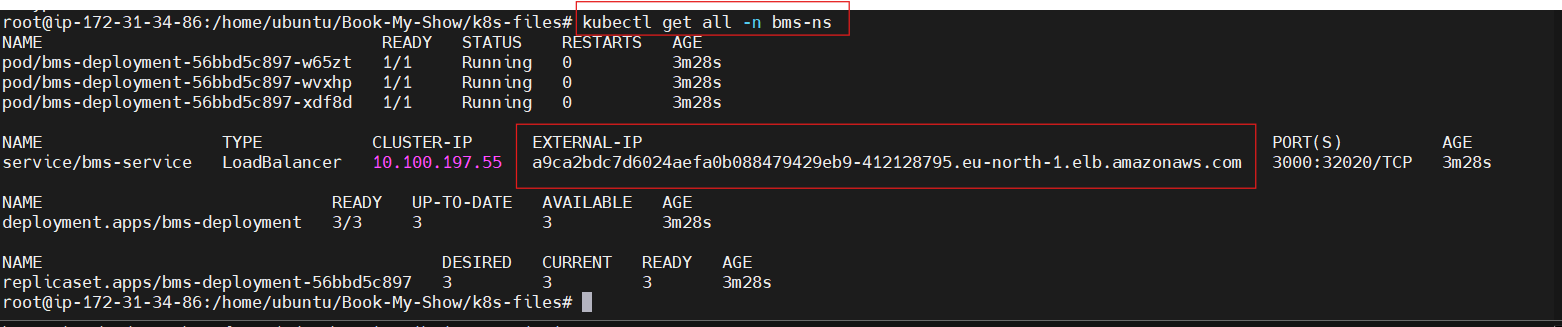 root@ip-172-31-34-86:/home/ubuntu/Book-My-Show/k8s-files# kubectl get all -n bms-ns
NAME READY STATUS RESTARTS AGE
pod/bms-deployment-56bbd5c897-w65zt 1/1 Running 0 3m28s
pod/bms-deployment-56bbd5c897-wvxhp 1/1 Running 0 3m28s
pod/bms-deployment-56bbd5c897-xdf8d 1/1 Running 0 3m28s
NAME TYPE CLUSTER-IP EXTERNAL-IP PORT(S) AGE
service/bms-service LoadBalancer 10.100.197.55 a9ca2bdc7d6024aefa0b088479429eb9-412128795.eu-north-1.elb.amazonaws.com 3000:32020/TCP 3m28s
NAME READY UP-TO-DATE AVAILABLE AGE
deployment.apps/bms-deployment 3/3 3 3 3m28s
NAME DESIRED CURRENT READY AGE
replicaset.apps/bms-deployment-56bbd5c897 3 3 3 3m28s
root@ip-172-31-34-86:/home/ubuntu/Book-My-Show/k8s-files#